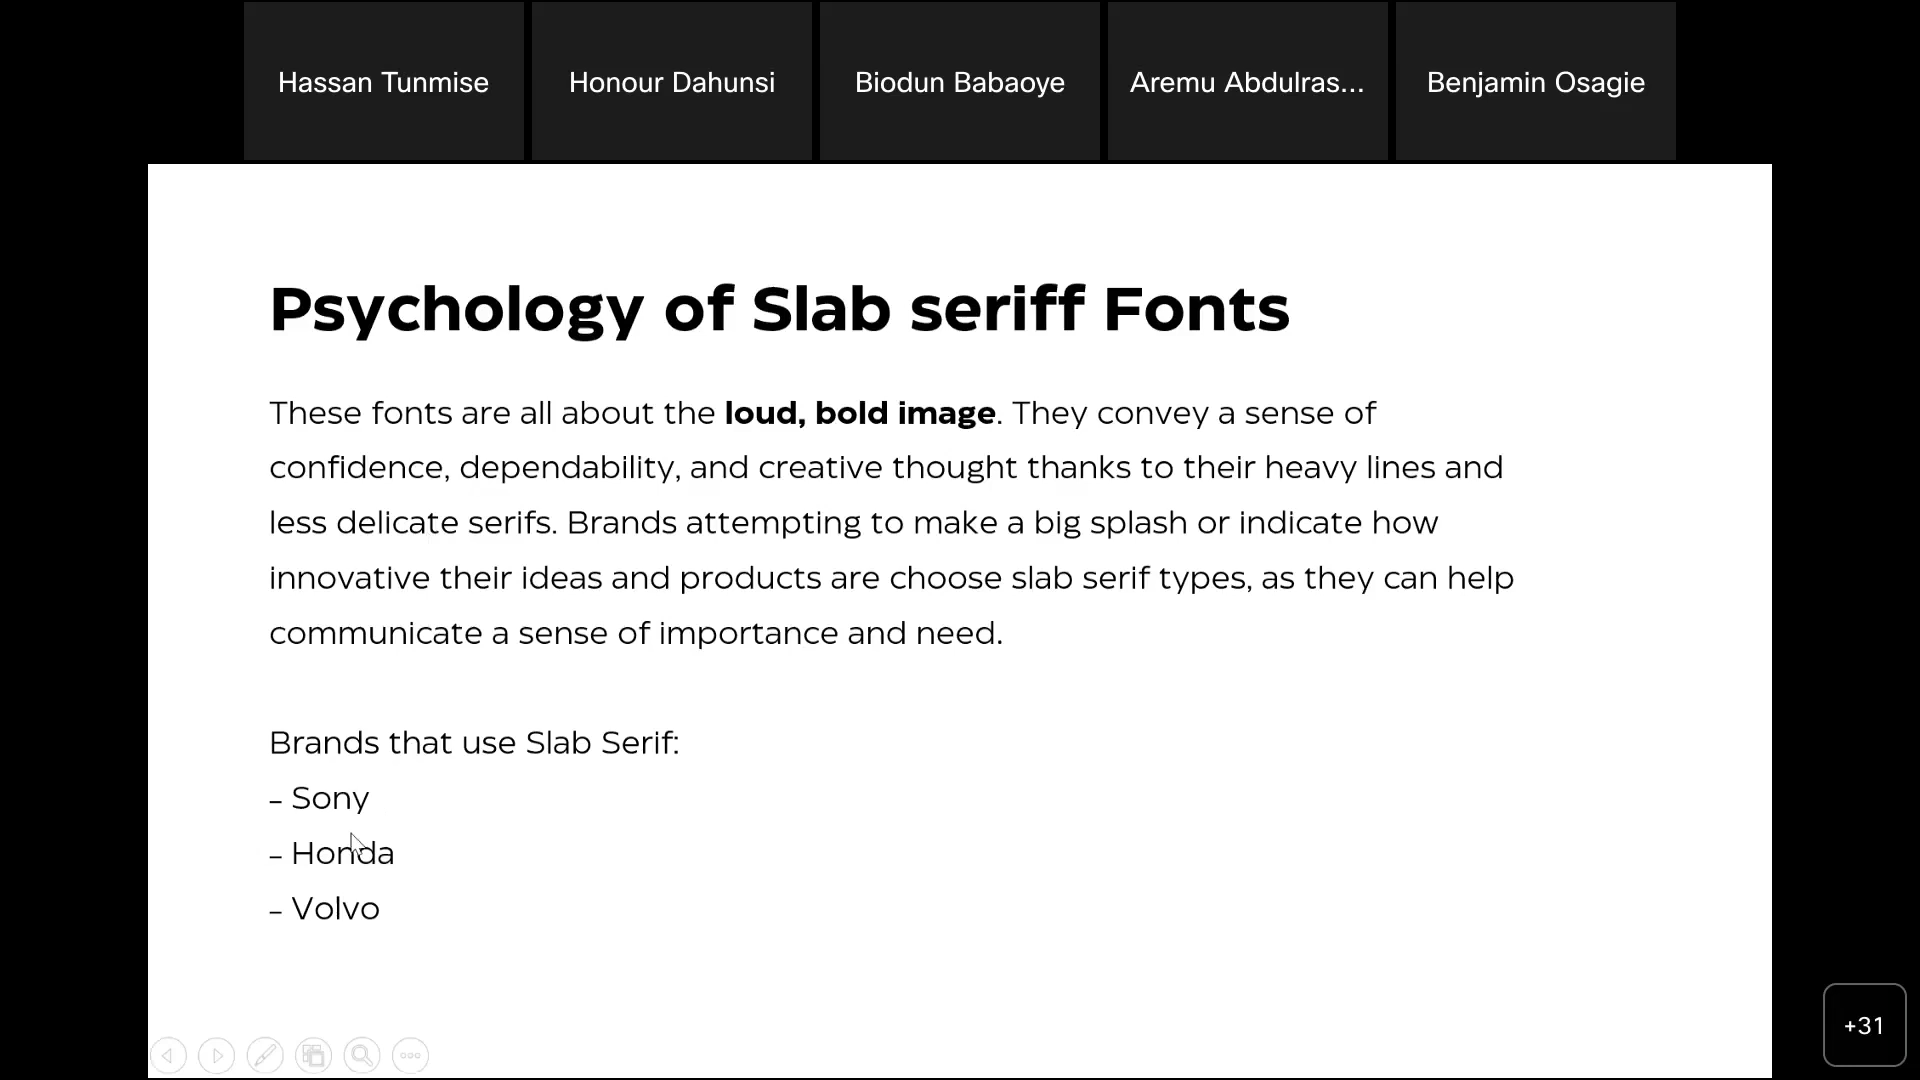 Hassan Tunmise
Honour Dahunsi
Biodun Babaoye
Aremu Abdulras...
Benjamin Osagie
Psychology of Slab seriff Fonts
These fonts are all about the loud, bold image. They convey a sense of
confidence, dependability, and creative thought thanks to their heavy lines and
less delicate serifs. Brands attempting to make a big splash or indicate how
innovative their ideas and products are choose slab serif types, as they can help
communicate a sense of importance and need.
Brands that use Slab Serif:
- Sony
- Honda
- Volvo
+31